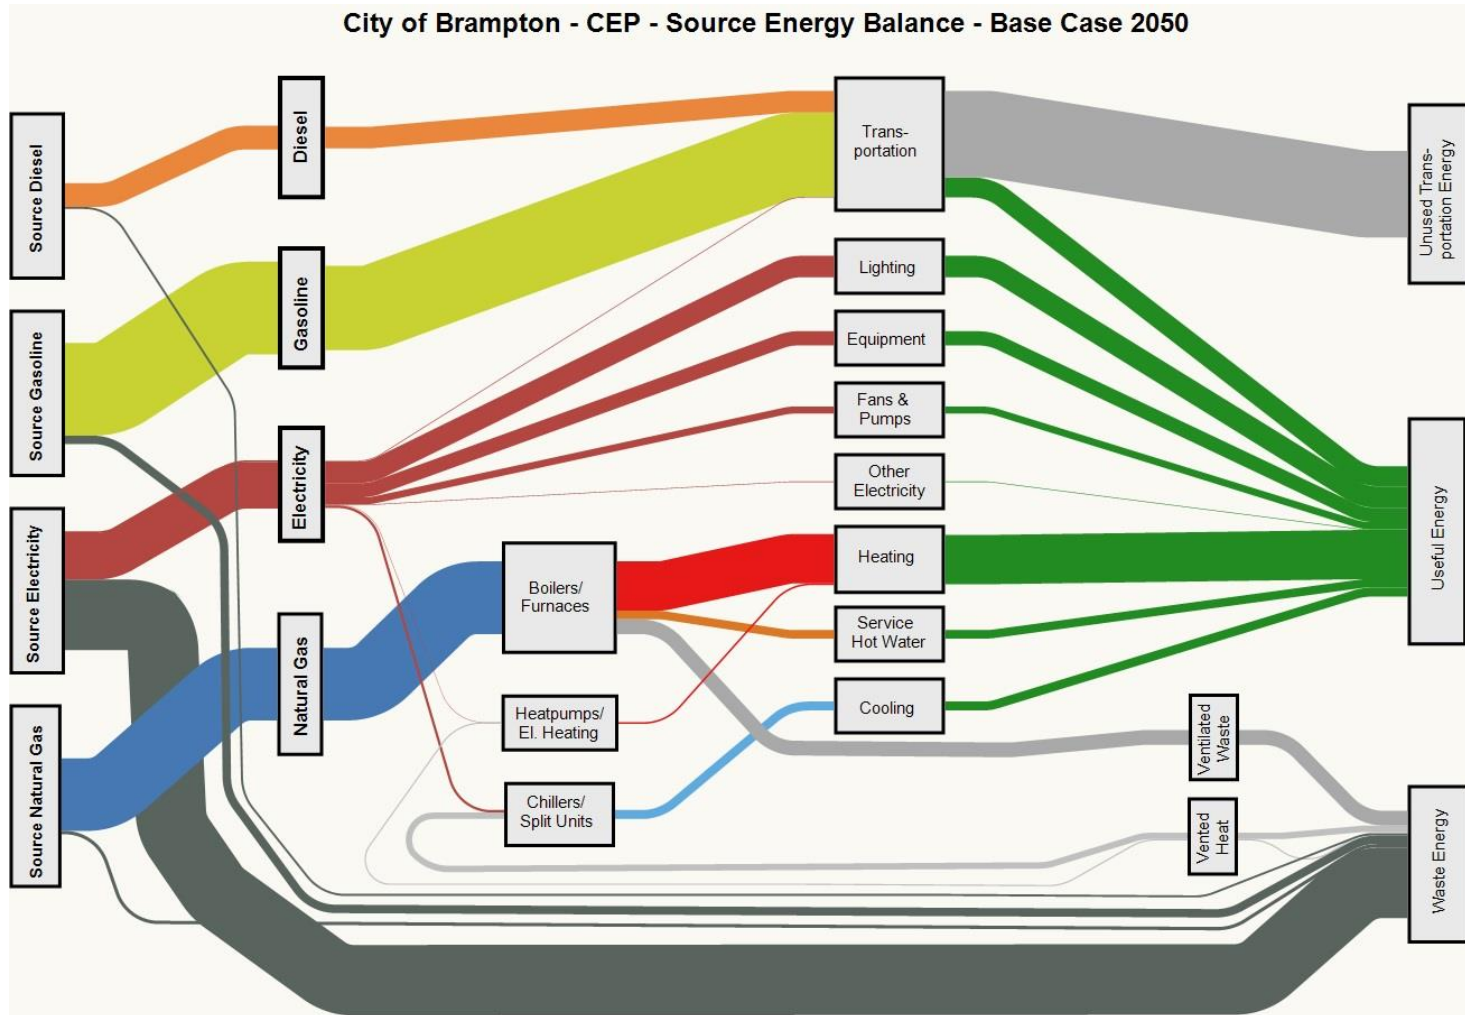 City of Brampton - CEP - Source Energy Balance - Base Case 2050
Source Diesel
Source Gasoline
Source Electricity
Source Natural Gas
Diesel
Gasoline
Electricity
Natural Gas
Boilers/
Furnaces
Heatpumps/
El. Heating
Chillers/
Split Units
Trans-
portation
Lighting
Equipment
Fans &
Pumps
Other
Electricity
Heating
Service
Hot Water
Cooling
Ventilated
Waste
Vented
Heat
Unused Trans-
portation Energy
Useful Energy
Waste Energy